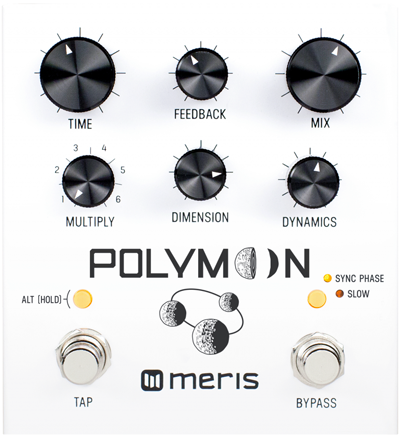 TIME
FEEDBACK
MIX
1 2 3 4 5 6
MULTIPLY
DIMENSION
DYNAMICS
POLYMOON
SYNC PHASE
ALT (HOLD)
SLOW
meris
TAP
BYPASS